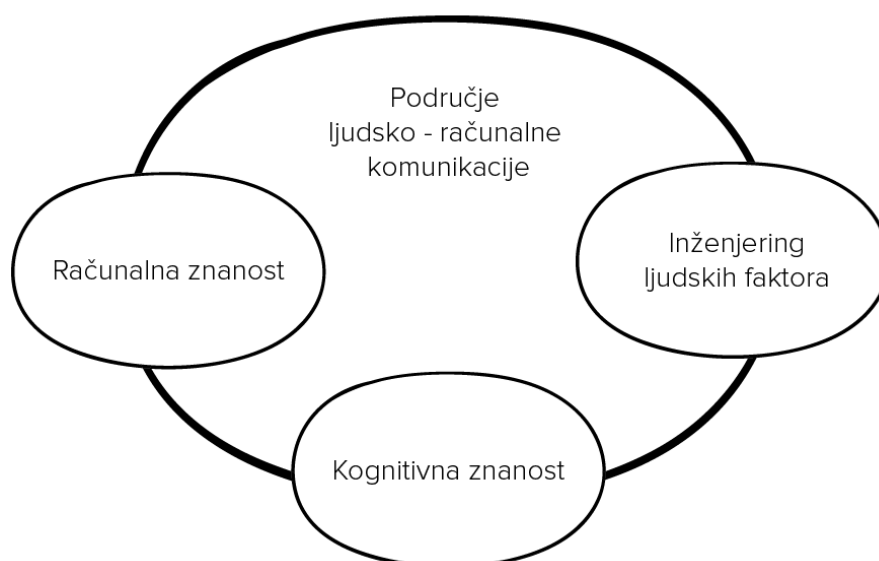 Područje
ljudsko - računalne
komunikacije
Računalna znanost
Inženjering
ljudskih faktora
Kognitivna znanost